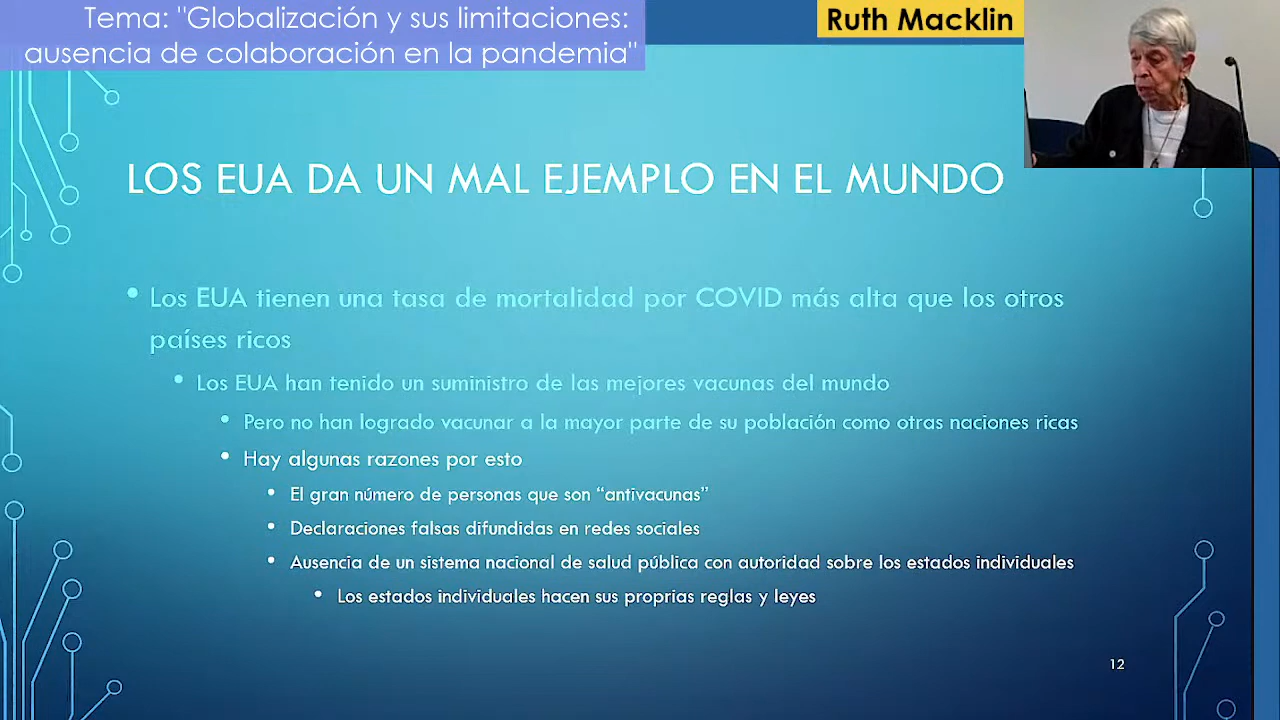 Tema: "Globalización y sus limitaciones:
ausencia de colaboración en la pandemia"
Ruth Macklin
LOS EUA DA UN MAL EJEMPLO EN EL MUNDO
• Los EUA tienen una tasa de mortalidad por COVID más alta que los otros
países ricos
• Los EUA han tenido un suministro de las mejores vacunas del mundo
• Pero no han logrado vacunar a la mayor parte de su población como otras naciones ricas
• Hay algunas razones por esto
• El gran número de personas que son “antivacunas”
• Declaraciones falsas difundidas en redes sociales
• Ausencia de un sistema nacional de salud pública con autoridad sobre los estados individuales
• Los estados individuales hacen sus proprias reglas y leyes
12